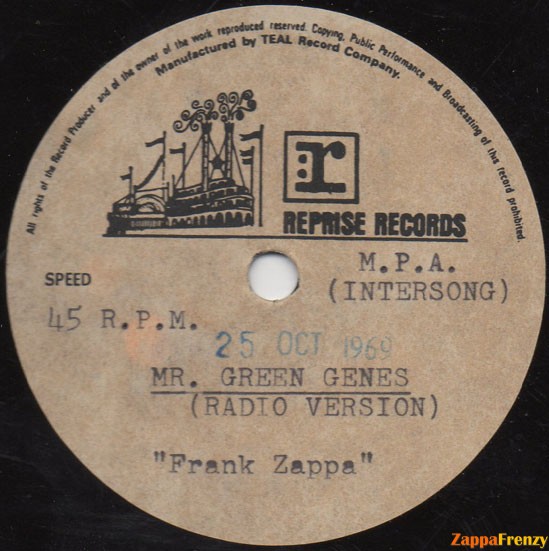 All rights of the Record Producer and of the owner of the work reproduced reserved. Copying, Public Performance and Broadcasting of this record prohibited.
Manufactured by TEAL Record Company.
r
REPRISE RECORDS
SPEED
45 R.P.M.
M.P.A.
(INTERSONG)
25 OCT 1969
MR. GREEN GENES
(RADIO VERSION)
"Frank Zappa"
ZappaFrenzy